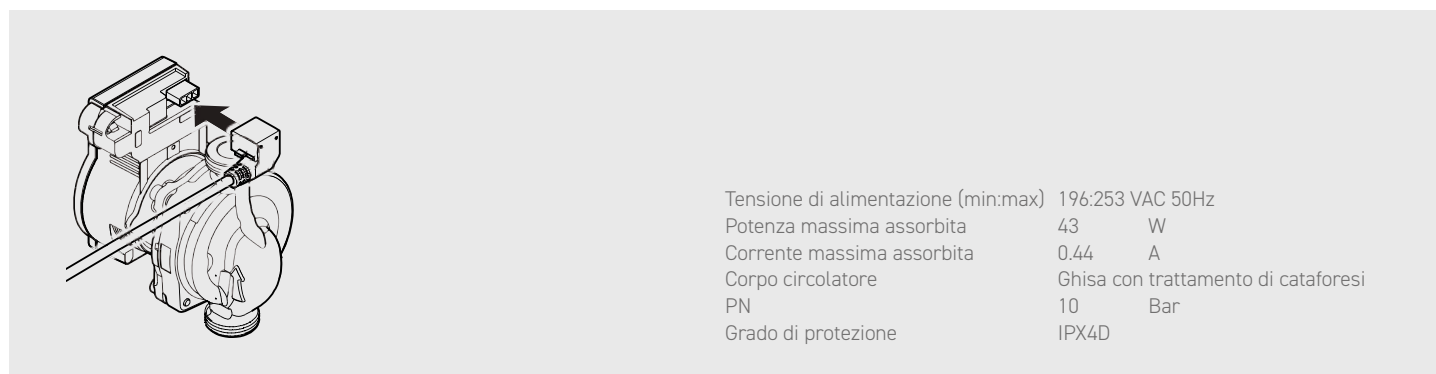 Tensione di alimentazione (min:max) 196:253 VAC 50Hz
Potenza massima assorbita 43 W
Corrente massima assorbita 0.44 A
Corpo circolatore Ghisa con trattamento di cataforesi
PN 10 Bar
Grado di protezione IPX4D